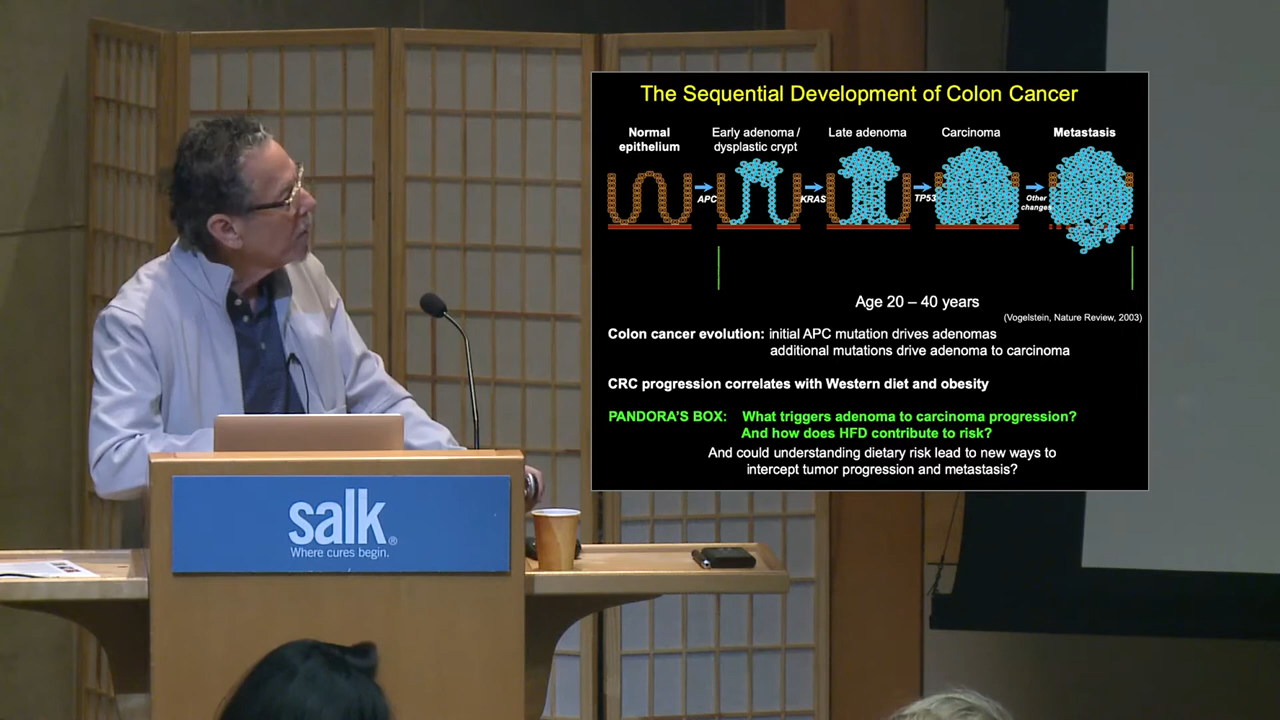 The Sequential Development of Colon Cancer
Normal
epithelium
Early adenoma /
dysplastic crypt
Late adenoma
Carcinoma
Metastasis
APC
KRAS
TP53
Other
changes
Age 20 – 40 years
(Vogelstein, Nature Review, 2003)
Colon cancer evolution: initial APC mutation drives adenomas
additional mutations drive adenoma to carcinoma
CRC progression correlates with Western diet and obesity
PANDORA'S BOX: What triggers adenoma to carcinoma progression?
And how does HFD contribute to risk?
And could understanding dietary risk lead to new ways to
intercept tumor progression and metastasis?
salk®
Where cures begin.